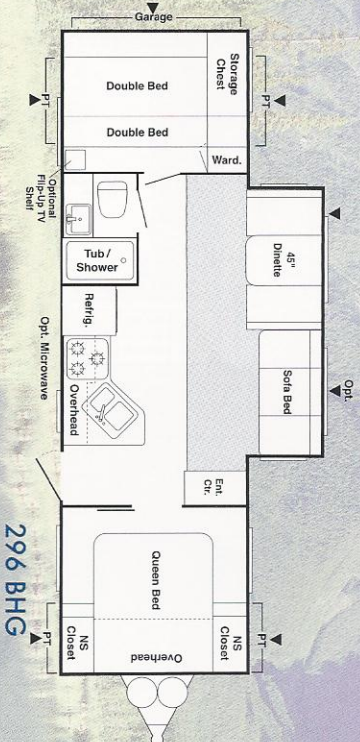 Garage
PT
PT
Storage
Chest
Double Bed
Double Bed
Ward.
Optional
Flip-Up TV
Shelf
45"
Dinette
Tub /
Shower
Refrig.
Opt. Microwave
Overhead
Sofa Bed
Opt.
Ent.
Ctr.
Queen Bed
NS
Closet
Overhead
NS
Closet
PT
PT
296 BHG